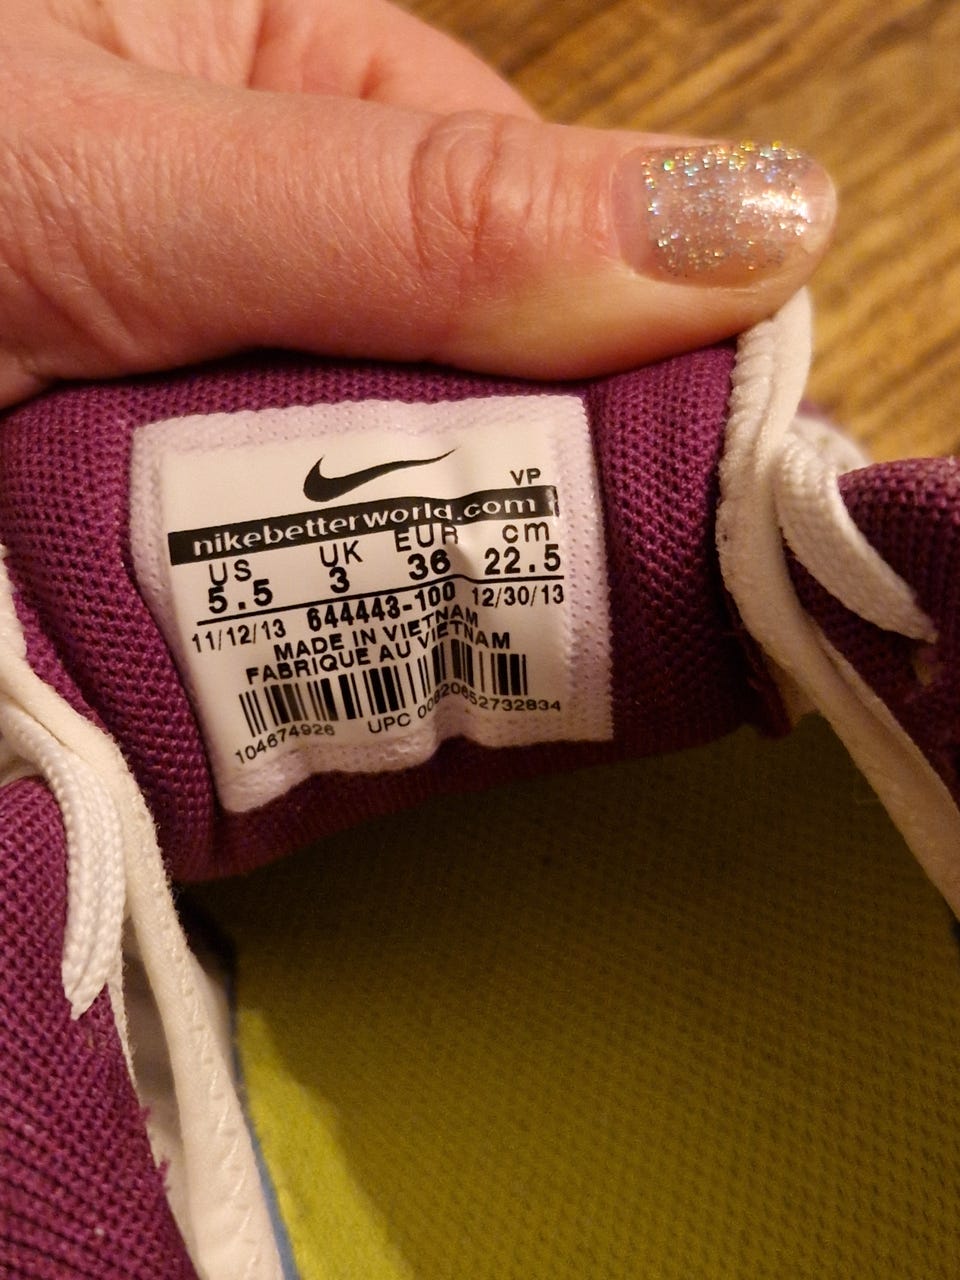 VP
nikebetterworld.com
US UK EUR cm
5.5 3 36 22.5
11/12/13 644443-100 12/30/13
MADE IN VIETNAM
FABRIQUE AU VIETNAM
104674926 UPC 00820652732834